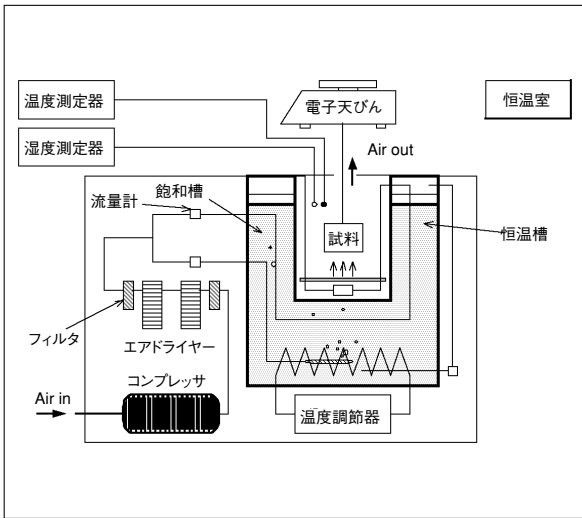 温度測定器
電子天びん
恒温室
湿度測定器
Air out
飽和槽
流量計
試料
恒温槽
フィルタ
エアドライヤー
コンプレッサ
Air in
温度調節器